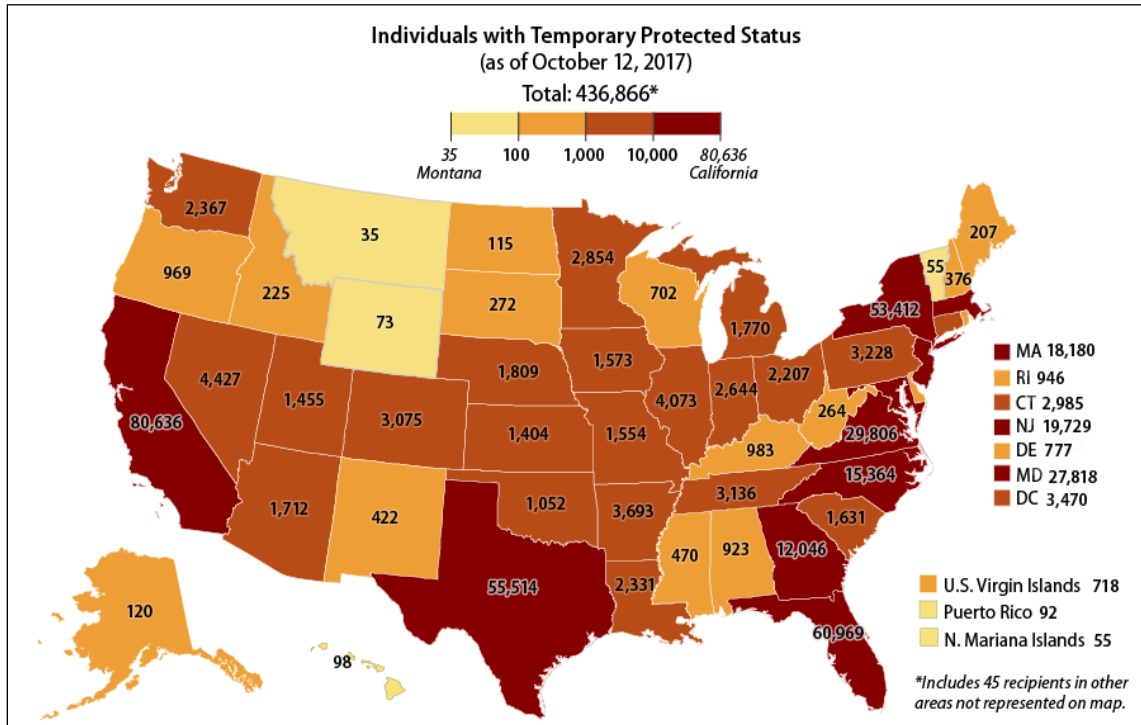 Individuals with Temporary Protected Status
(as of October 12, 2017)
Total: 436,866*
35 100 1,000 10,000 80,636
Montana California
2,367
35
115
2,854
207
969
225
272
702
55
376
73
1,770
53,412
4,427
1,455
3,075
1,809
1,573
4,073
2,644
2,207
3,228
80,636
1,404
1,554
983
264
29,806
1,712
422
1,052
3,693
3,136
15,364
1,631
55,514
2,331
470
923
12,046
60,969
120
98
MA 18,180
RI 946
CT 2,985
NJ 19,729
DE 777
MD 27,818
DC 3,470
U.S. Virgin Islands 718
Puerto Rico 92
N. Mariana Islands 55
*Includes 45 recipients in other
areas not represented on map.